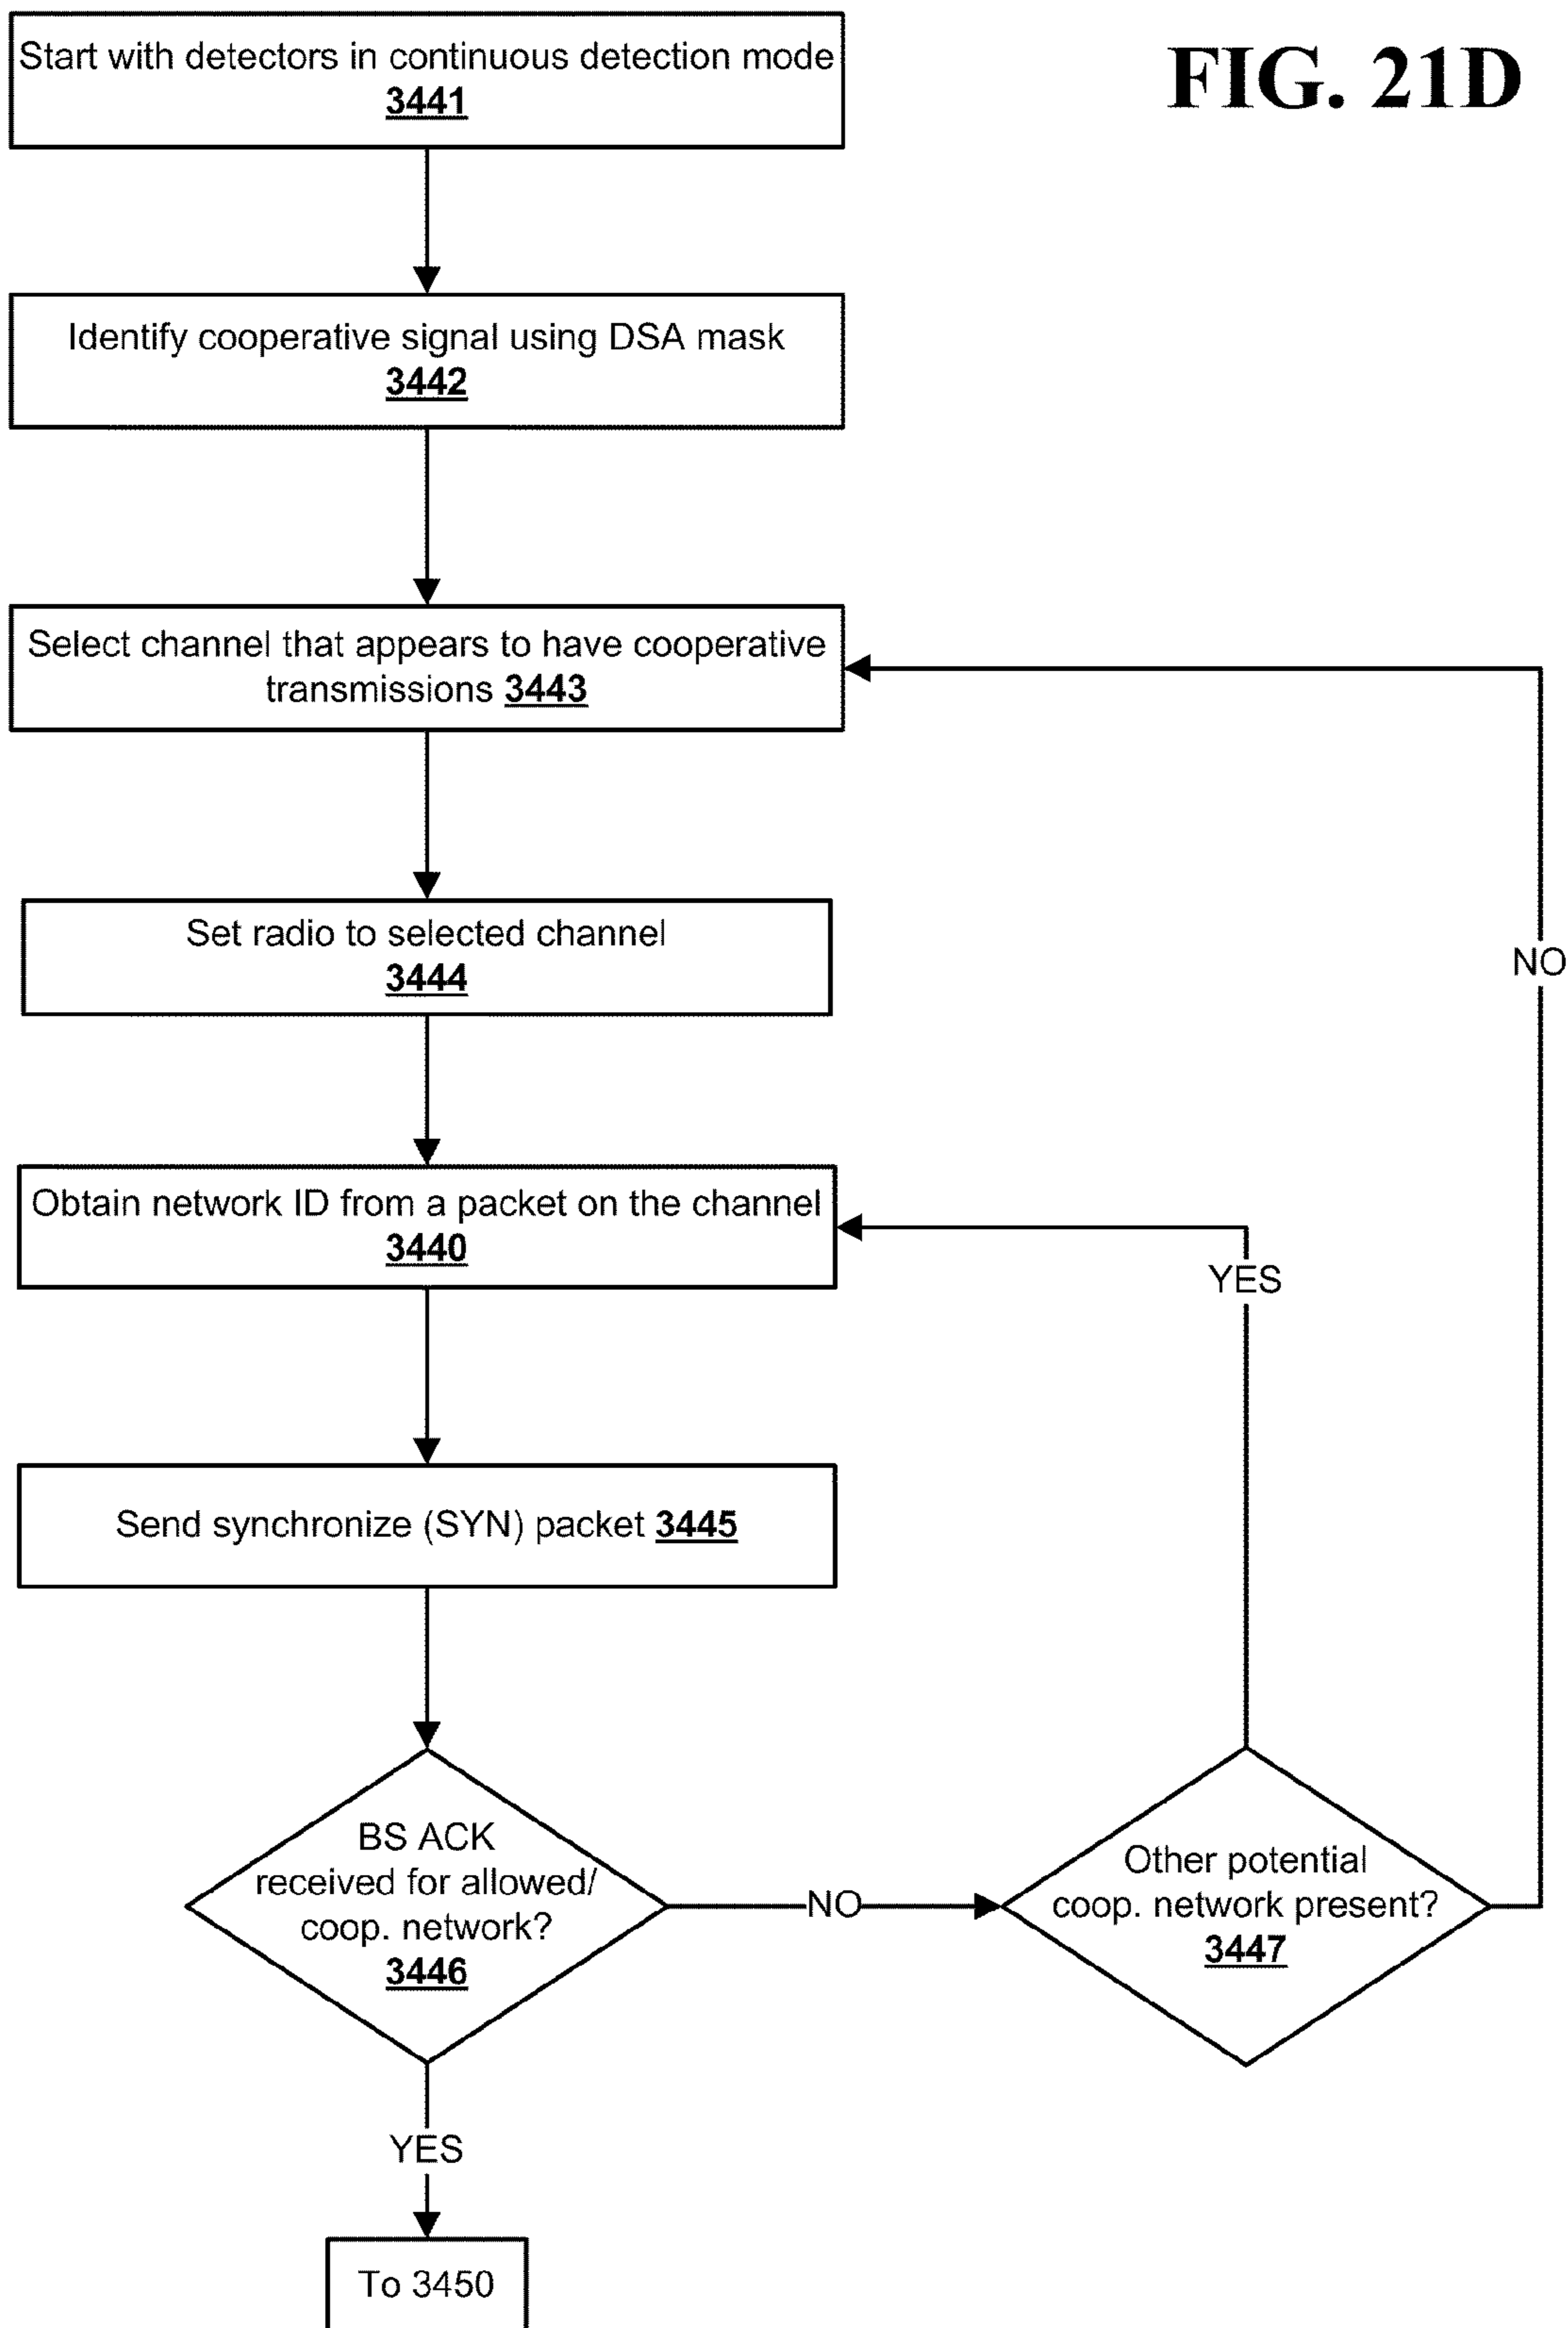 FIG. 21D
Start with detectors in continuous detection mode
3441
Identify cooperative signal using DSA mask
3442
Select channel that appears to have cooperative
transmissions 3443
Set radio to selected channel
3444
NO
Obtain network ID from a packet on the channel
3440
YES
Send synchronize (SYN) packet 3445
BS ACK
received for allowed/
coop. network?
3446
NO
Other potential
coop. network present?
3447
YES
To 3450